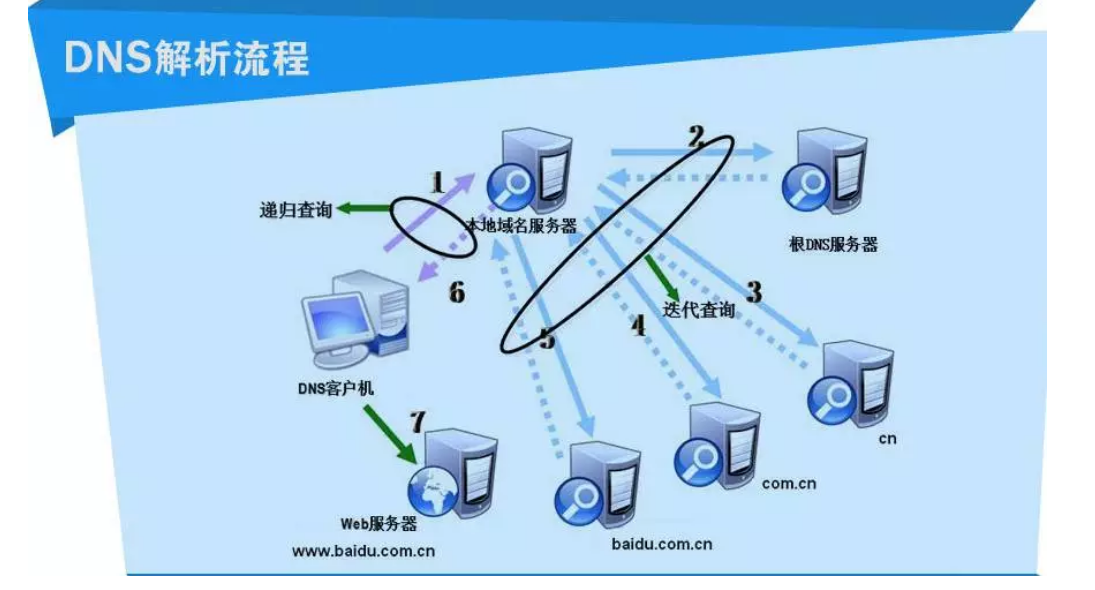 DNS解析流程
2
1
递归查询
本地域名服务器
根DNS服务器
6
3
迭代查询
4
5
DNS客户机
7
cn
com.cn
Web服务器
baidu.com.cn
www.baidu.com.cn